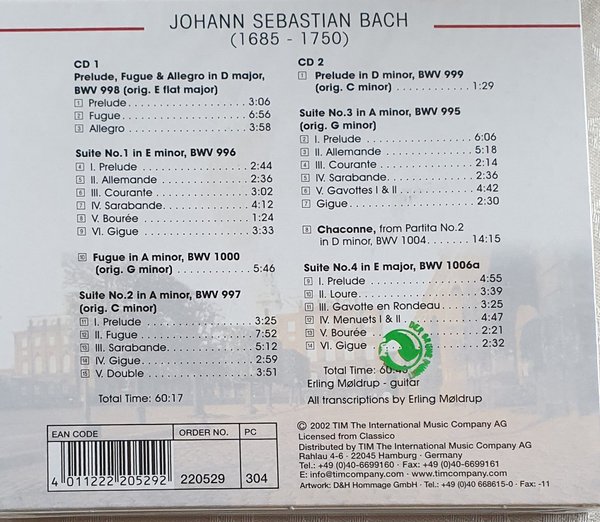 JOHANN SEBASTIAN BACH
(1685 - 1750)
CD 1
Prelude, Fugue & Allegro in D major,
BWV 998 (orig. E flat major)
1 Prelude 3:06
2 Fugue 6:56
3 Allegro 3:58
Suite No.1 in E minor, BWV 996
4 I. Prelude 2:44
5 II. Allemande 2:36
6 III. Courante 3:02
7 IV. Sarabande 4:12
8 V. Bourée 1:24
9 VI. Gigue 3:33
10 Fugue in A minor, BWV 1000
(orig. G minor) 5:46
Suite No.2 in A minor, BWV 997
(orig. C minor)
11 I. Prelude 3:25
12 II. Fugue 7:52
13 III. Sarabande 5:12
14 IV. Gigue 2:59
15 V. Double 3:51
Total Time: 60:17
CD 2
1 Prelude in D minor, BWV 999
(orig. C minor) 1:29
Suite No.3 in A minor, BWV 995
(orig. G minor)
2 I. Prelude 6:06
3 II. Allemande 5:18
4 III. Courante 2:14
5 IV. Sarabande 2:36
6 V. Gavottes I & II 4:42
7 Gigue 2:30
8 Chaconne, from Partita No.2
in D minor, BWV 1004 14:15
Suite No.4 in E major, BWV 1006a
9 I. Prelude 4:55
10 II. Loure 3:39
11 III. Gavotte en Rondeau 3:25
12 IV. Menuets I & II 4:47
13 V. Bourée 2:21
14 VI. Gigue 2:32
DER GRÜNE PUNKT
Total Time:
Erling Møldrup - guitar
All transcriptions by Erling Møldrup
EAN CODE
ORDER NO.
PC
4 011222 205292
220529
304
© 2002 TIM The International Music Company AG
Licensed from Classico
Distributed by TIM The International Music Company AG
Rahlau 4-6 - 22045 Hamburg · Germany
Tel.: +49 (0)40-6699160 - Fax: +49 (0)40-6699161
E: info@timcompany.com - www.timcompany.com
Artwork: D&H Hommage GmbH · Tel.: +49 (0)40 668615-0 · Fax: -11